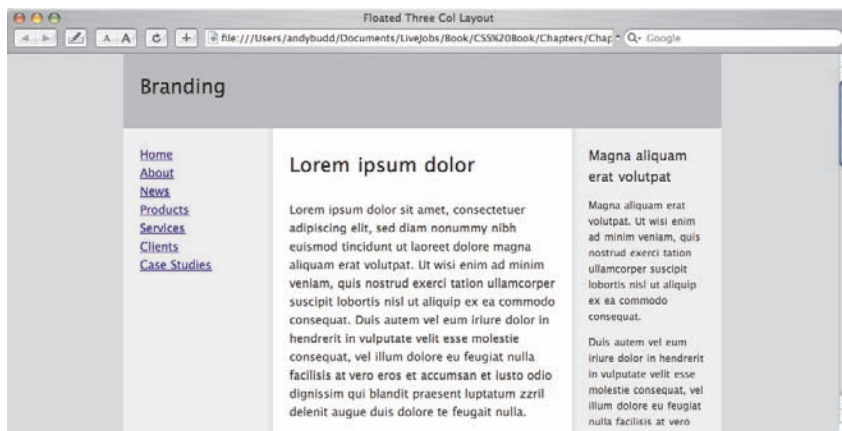 Floated Three Col Layout
A A
file:///Users/andybudd/Documents/LiveJobs/Book/CSS%20Book/Chapters/Chap
Google
Branding
Home
About
News
Products
Services
Clients
Case Studies
Lorem ipsum dolor
Lorem ipsum dolor sit amet, consectetuer
adipiscing elit, sed diam nonummy nibh
euismod tincidunt ut laoreet dolore magna
aliquam erat volutpat. Ut wisi enim ad minim
veniam, quis nostrud exerci tation ullamcorper
suscipit lobortis nisl ut aliquip ex ea commodo
consequat. Duis autem vel eum iriure dolor in
hendrerit in vulputate velit esse molestie
consequat, vel illum dolore eu feugiat nulla
facilisis at vero eros et accumsan et iusto odio
dignissim qui blandit praesent luptatum zzril
delenit augue duis dolore te feugait nulla.
Magna aliquam
erat volutpat
Magna aliquam erat
volutpat. Ut wisi enim
ad minim veniam, quis
nostrud exerci tation
ullamcorper suscipit
lobortis nisl ut aliquip
ex ea commodo
consequat.
Duis autem vel eum
iriure dolor in hendrerit
in vulputate velit esse
molestie consequat, vel
illum dolore eu feugiat
nulla facilisis at vero